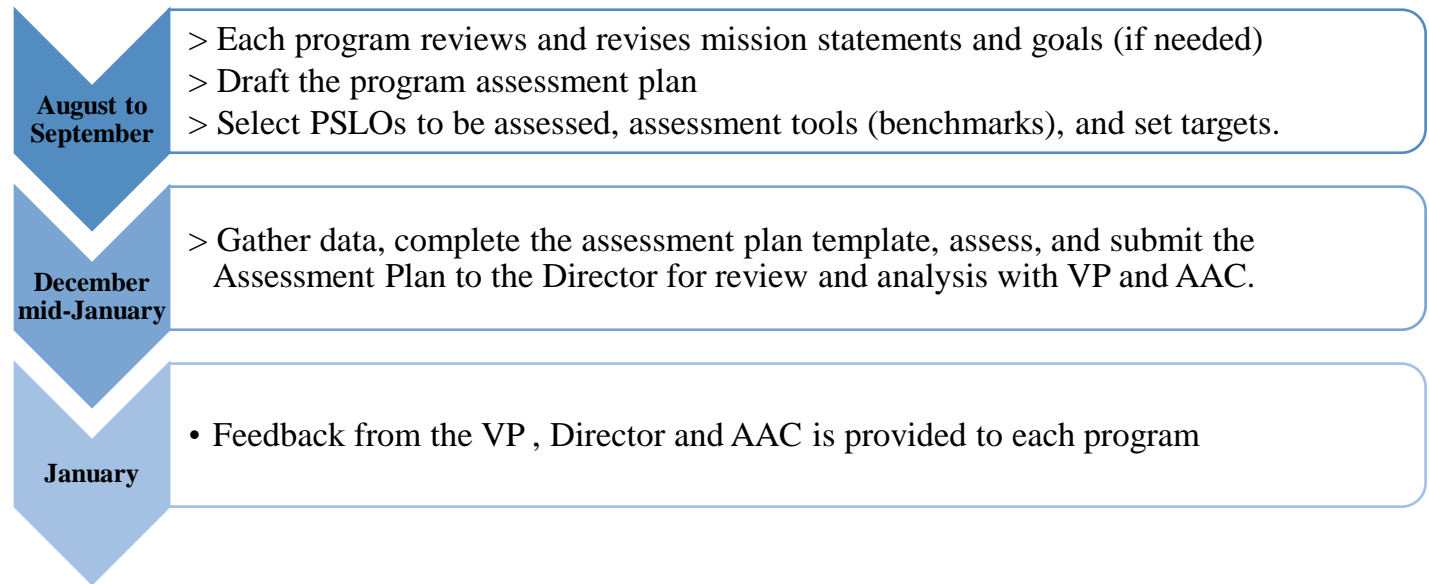 August to
September
> Each program reviews and revises mission statements and goals (if needed)
> Draft the program assessment plan
> Select PSLOs to be assessed, assessment tools (benchmarks), and set targets.
December
mid-January
> Gather data, complete the assessment plan template, assess, and submit the
Assessment Plan to the Director for review and analysis with VP and AAC.
January
• Feedback from the VP , Director and AAC is provided to each program